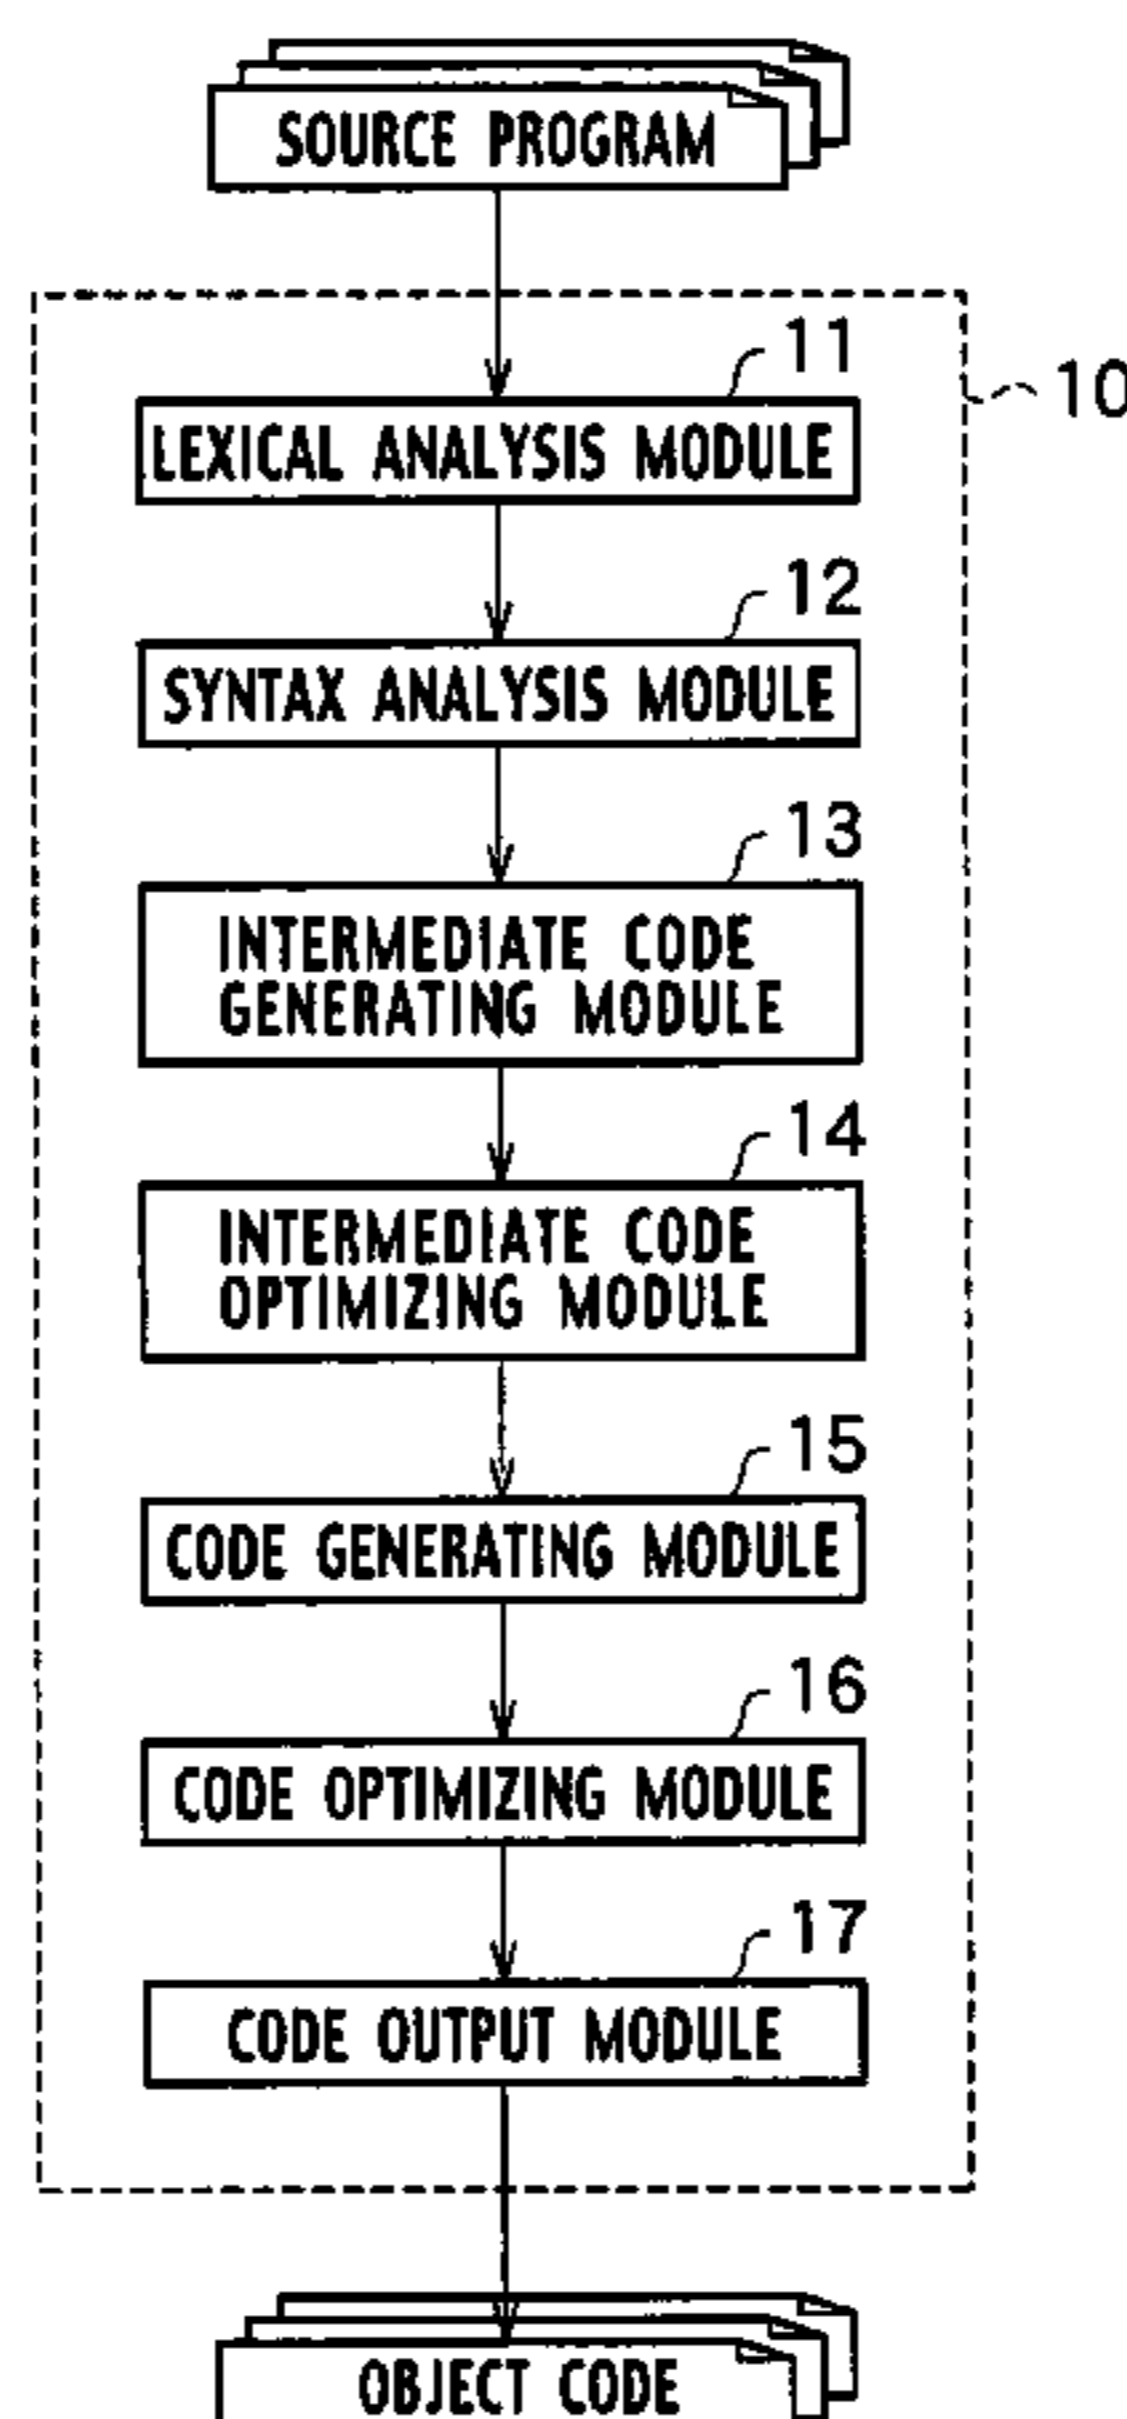 SOURCE PROGRAM
11
10
LEXICAL ANALYSIS MODULE
12
SYNTAX ANALYSIS MODULE
13
INTERMEDIATE CODE
GENERATING MODULE
14
INTERMEDIATE CODE
OPTIMIZING MODULE
15
CODE GENERATING MODULE
16
CODE OPTIMIZING MODULE
17
CODE OUTPUT MODULE
OBJECT CODE